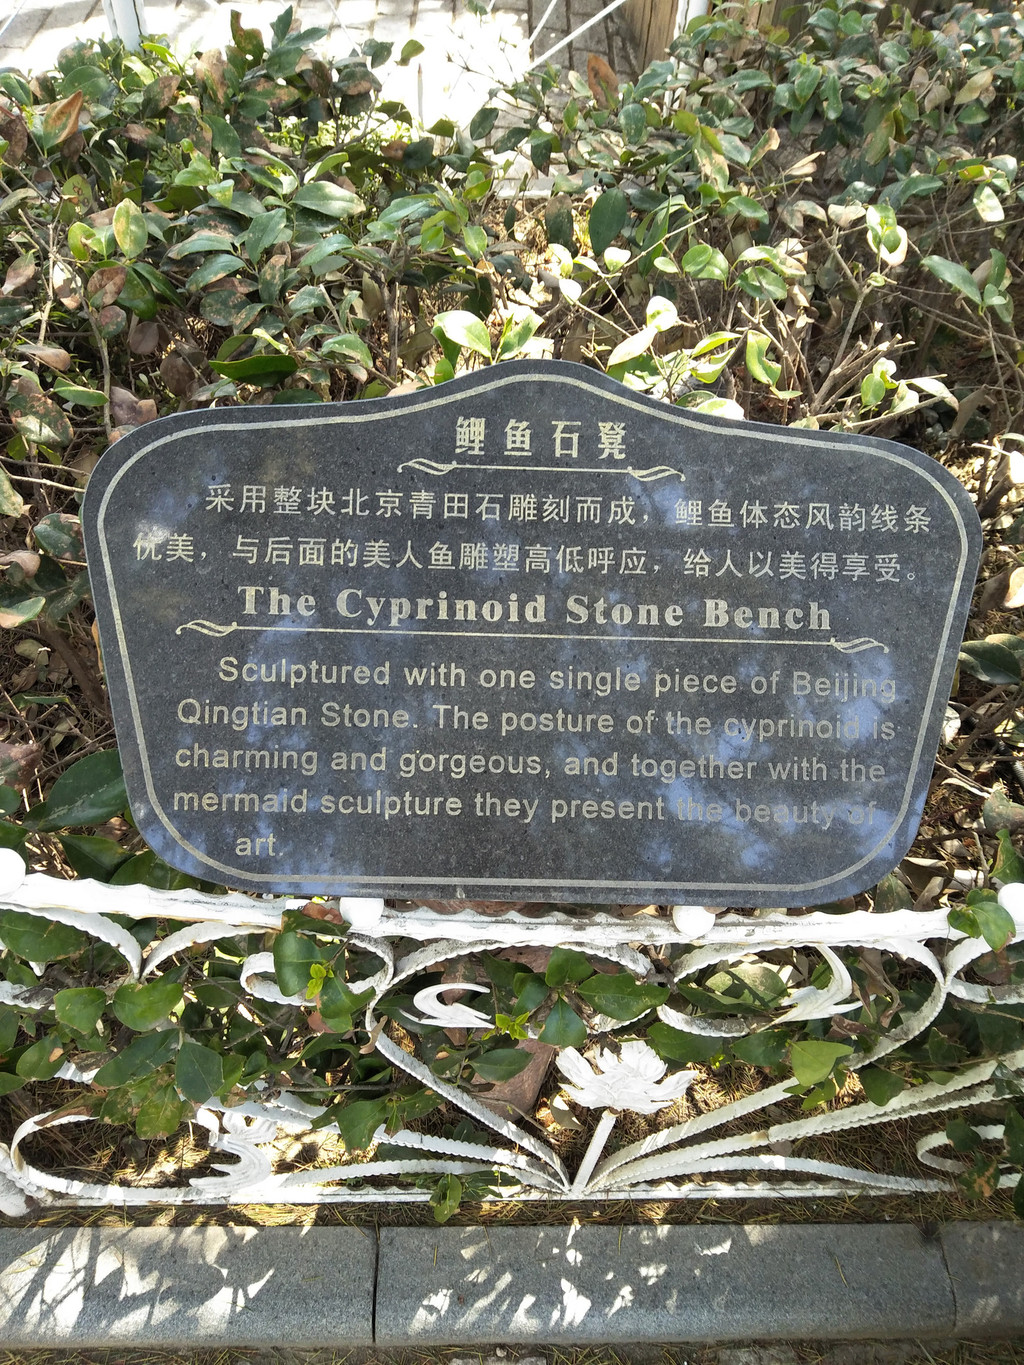 鲤鱼石凳
采用整块北京青田石雕刻而成，鲤鱼体态风韵线条
优美，与后面的美人鱼雕塑高低呼应，给人以美得享受。
The Cyprinoid Stone Bench
Sculptured with one single piece of Beijing
Qingtian Stone. The posture of the cyprinoid is
charming and gorgeous, and together with the
mermaid sculpture they present the beauty of
art.